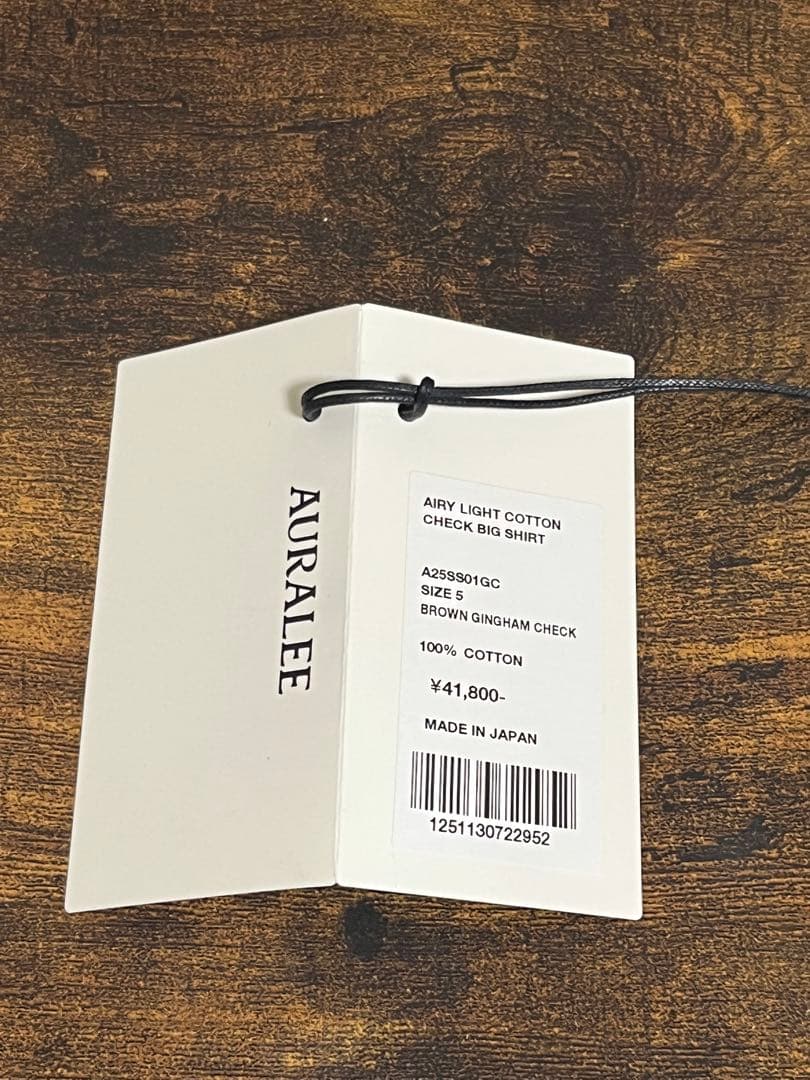 AURALEE
AIRY LIGHT COTTON
CHECK BIG SHIRT
A25SS01GC
SIZE 5
BROWN GINGHAM CHECK
100% COTTON
¥41,800-
MADE IN JAPAN
1251130722952